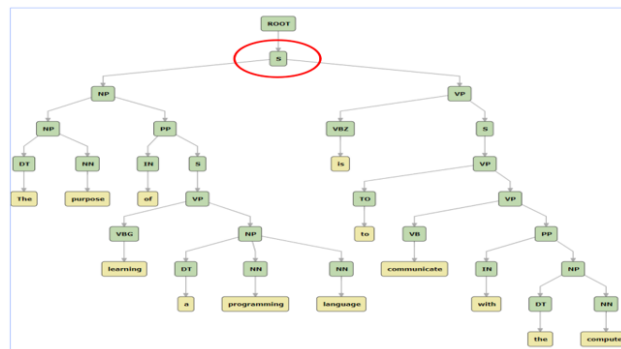 ROOT
S
NP VP
NP PP VBZ S
DT NN IN S is VP
The purpose of VP TO VP
VBG NP to VB PP
learning DT NN NN communicate IN NP
a programming language with DT NN
the compute